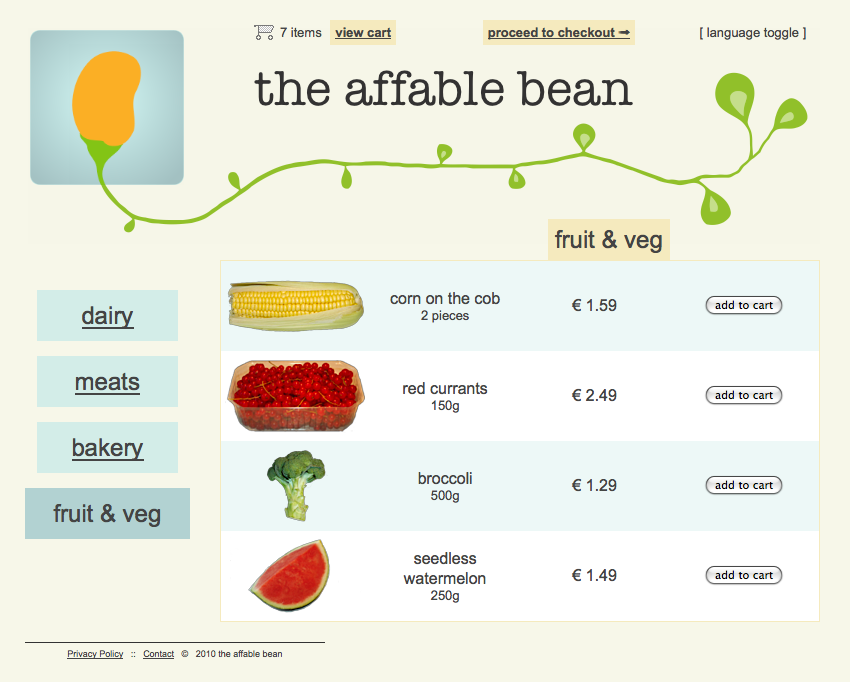 7 items view cart proceed to checkout ➞ [ language toggle ]
the affable bean
fruit & veg
dairy
meats
bakery
fruit & veg
corn on the cob
2 pieces
€ 1.59
add to cart
red currants
150g
€ 2.49
add to cart
broccoli
500g
€ 1.29
add to cart
seedless
watermelon
250g
€ 1.49
add to cart
Privacy Policy :: Contact © 2010 the affable bean